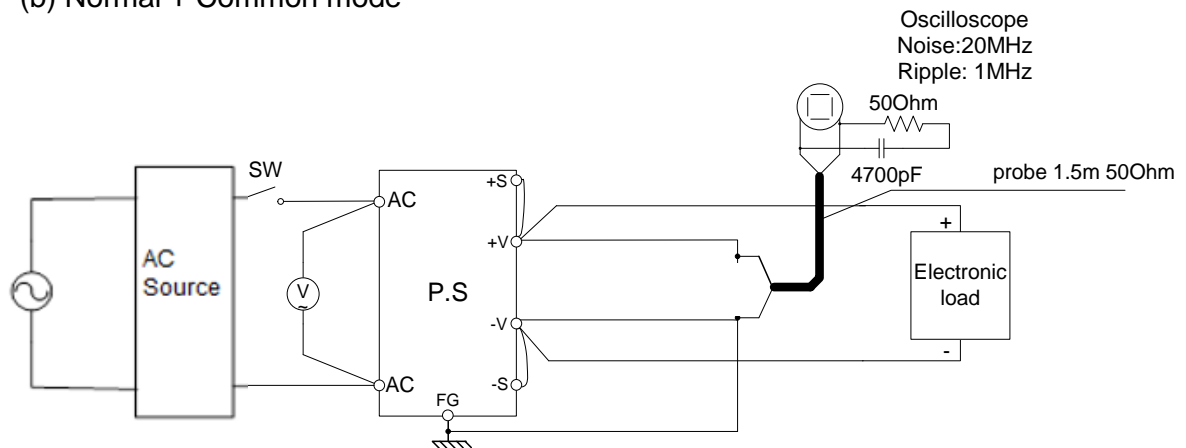 (b) Normal + Common mode
Oscilloscope
Noise:20MHz
Ripple: 1MHz
50Ohm
4700pF
probe 1.5m 50Ohm
SW
AC
Source
V
~
AC
AC
P.S
+S
+V
-V
-S
FG
+
Electronic
load
-